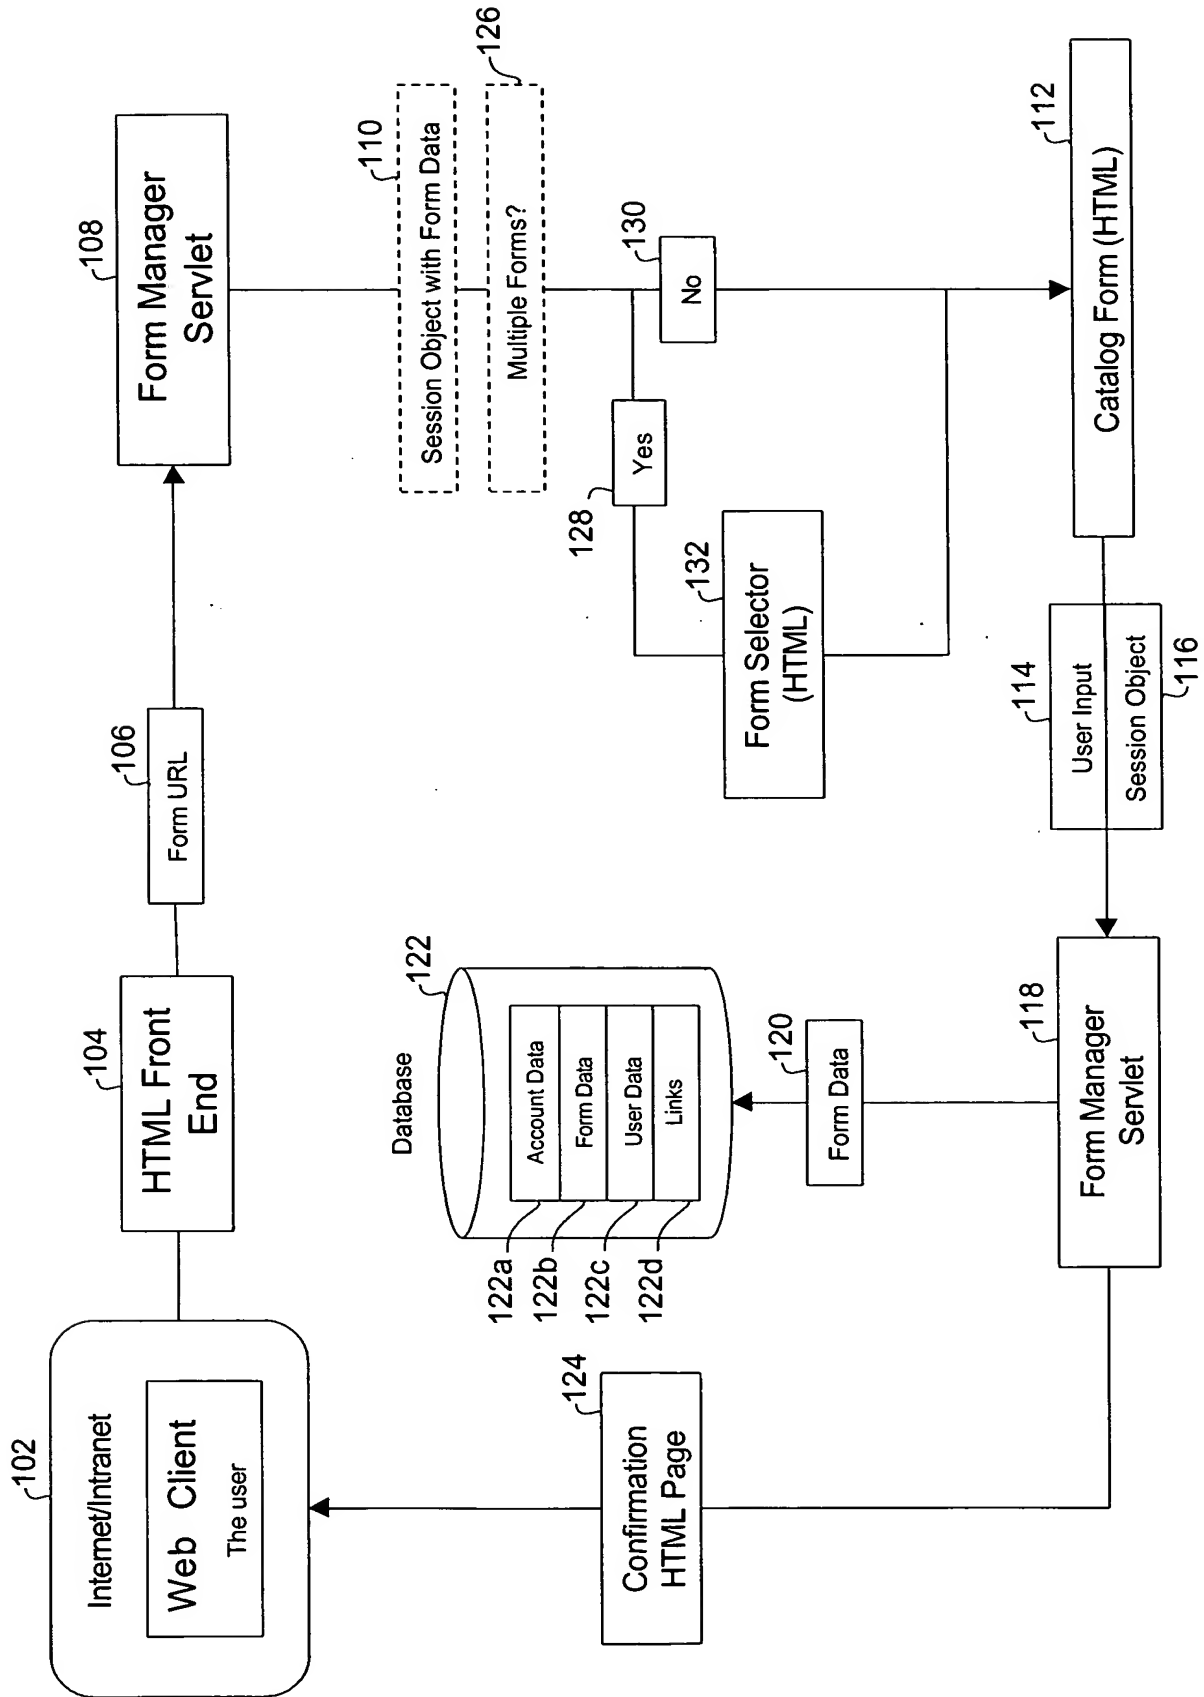 102
Internet/Intranet
Web Client
The user
104
HTML Front
End
106
Form URL
108
Form Manager
Servlet
110
Session Object with Form Data
126
Multiple Forms?
128
Yes
130
No
132
Form Selector
(HTML)
112
Catalog Form (HTML)
114
User Input
Session Object
116
118
Form Manager
Servlet
120
Form Data
Database
122
Account Data
Form Data
User Data
Links
122a
122b
122c
122d
124
Confirmation
HTML Page